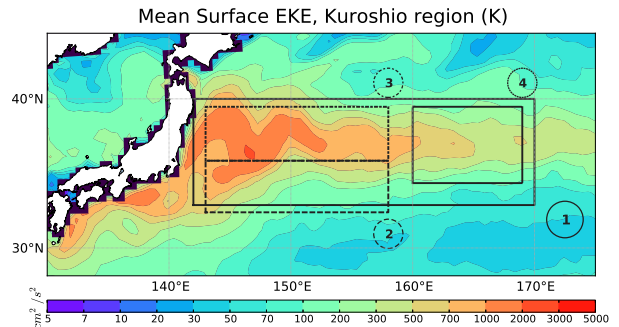 Mean Surface EKE, Kuroshio region (K)
3
4
40°N
1
2
30°N
140°E
150°E
160°E
170°E
cm²/s²
5 7 10 20 30 50 70 100 200 300 500 700 1000 2000 3000 5000